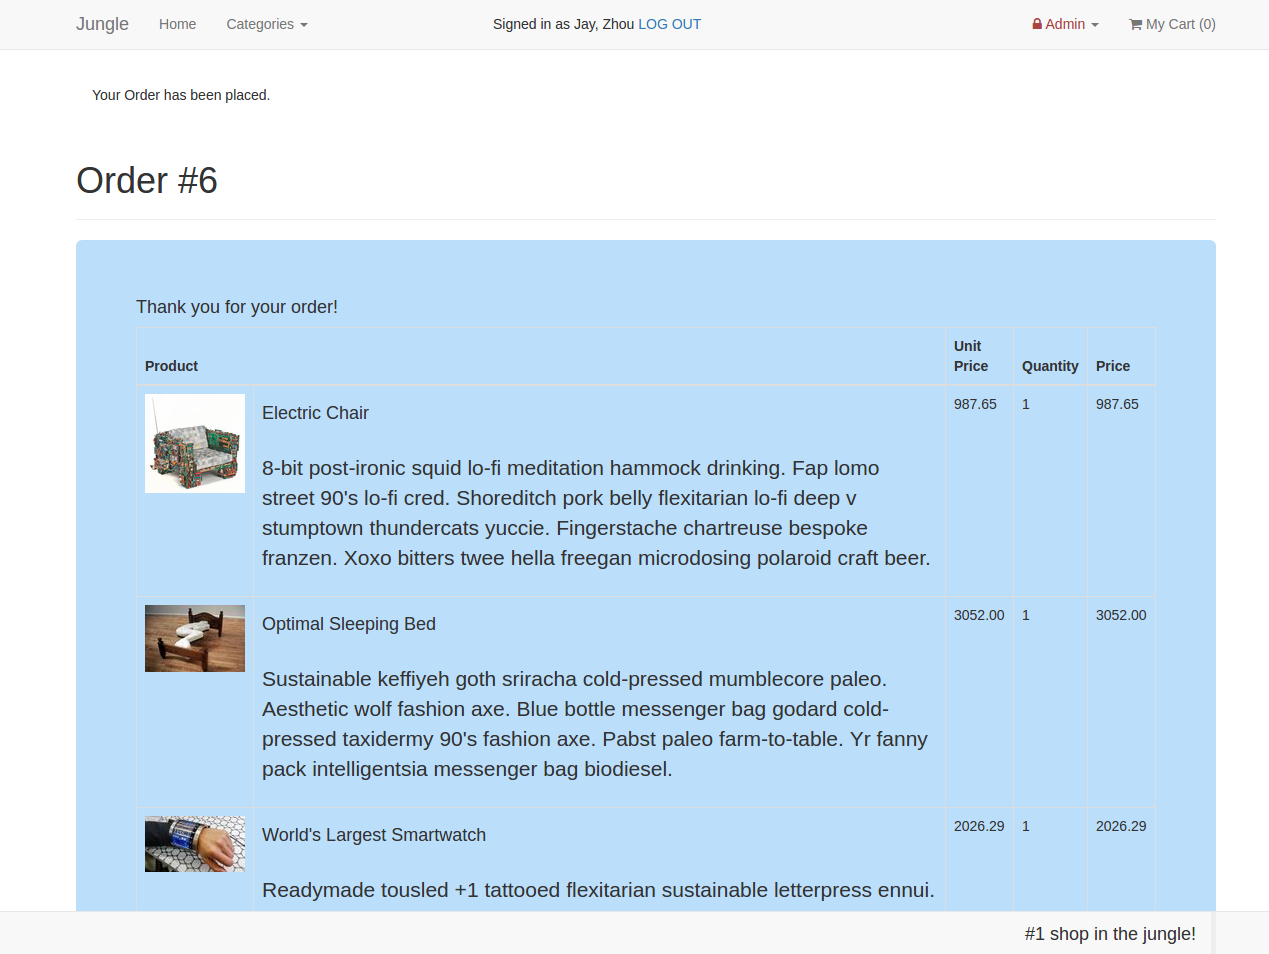 Jungle Home Categories Signed in as Jay, Zhou LOG OUT Admin My Cart (0)
Your Order has been placed.
Order #6
Thank you for your order!
Product Unit Price Quantity Price
Electric Chair 987.65 1 987.65
8-bit post-ironic squid lo-fi meditation hammock drinking. Fap lomo
street 90's lo-fi cred. Shoreditch pork belly flexitarian lo-fi deep v
stumptown thundercats yuccie. Fingerstache chartreuse bespoke
franzen. Xoxo bitters twee hella freegan microdosing polaroid craft beer.
Optimal Sleeping Bed 3052.00 1 3052.00
Sustainable keffiyeh goth sriracha cold-pressed mumblecore paleo.
Aesthetic wolf fashion axe. Blue bottle messenger bag godard cold-
pressed taxidermy 90's fashion axe. Pabst paleo farm-to-table. Yr fanny
pack intelligentsia messenger bag biodiesel.
World's Largest Smartwatch 2026.29 1 2026.29
Readymade tousled +1 tattooed flexitarian sustainable letterpress ennui.
#1 shop in the jungle!